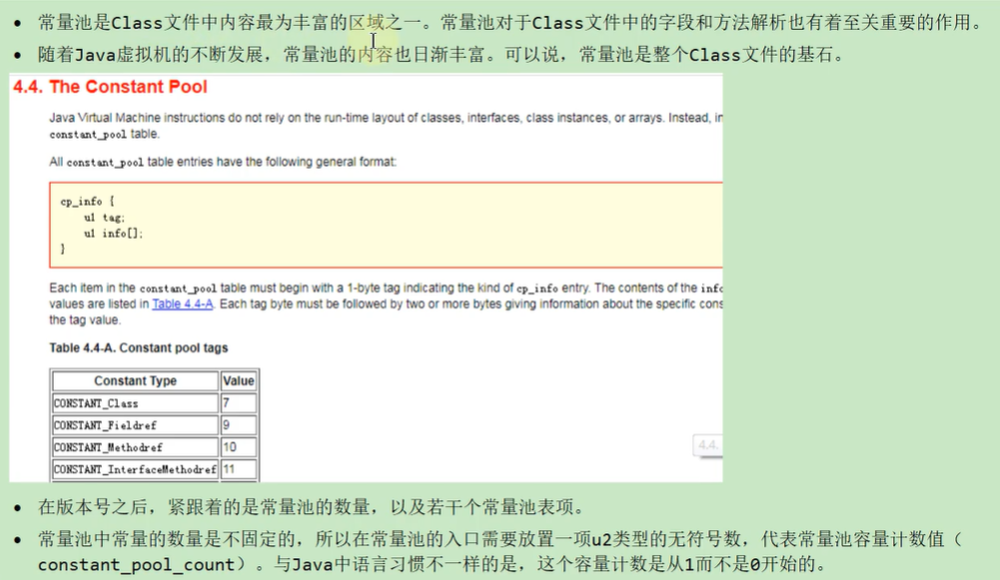 • 常量池是Class文件中内容最为丰富的区域之一。常量池对于Class文件中的字段和方法解析也有着至关重要的作用。
• 随着Java虚拟机的不断发展，常量池的内容也日渐丰富。可以说，常量池是整个Class文件的基石。
4.4. The Constant Pool
Java Virtual Machine instructions do not rely on the run-time layout of classes, interfaces, class instances, or arrays. Instead, in
constant_pool table.
All constant_pool table entries have the following general format:
cp_info {
u1 tag;
u1 info[];
}
Each item in the constant_pool table must begin with a 1-byte tag indicating the kind of cp_info entry. The contents of the info
values are listed in Table 4.4-A. Each tag byte must be followed by two or more bytes giving information about the specific cons
the tag value.
Table 4.4-A. Constant pool tags
Constant Type Value
CONSTANT_Class 7
CONSTANT_Fieldref 9
CONSTANT_Methodref 10
CONSTANT_InterfaceMethodref 11
4.4.
• 在版本号之后，紧跟着的是常量池的数量，以及若干个常量池表项。
• 常量池中常量的数量是不固定的，所以在常量池的入口需要放置一项u2类型的无符号数，代表常量池容量计数值（
constant_pool_count）。与Java中语言习惯不一样的是，这个容量计数是从1而不是0开始的。